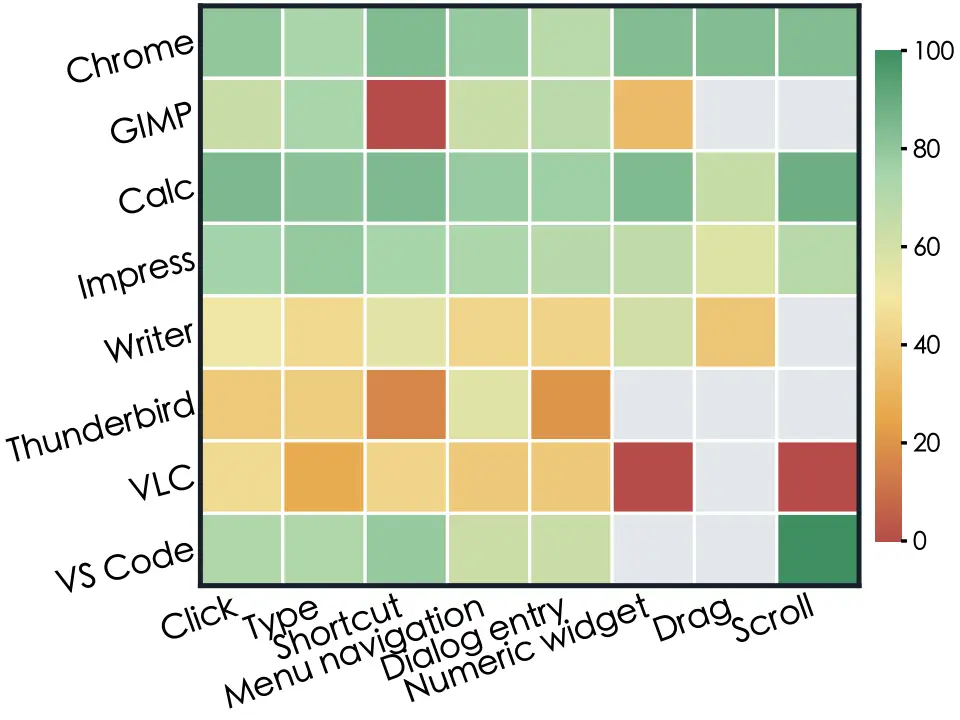 Chrome
GIMP
Calc
Impress
Writer
Thunderbird
VLC
VS Code
Click
Type
Shortcut
Menu navigation
Dialog entry
Numeric widget
Drag
Scroll
100
80
60
40
20
0